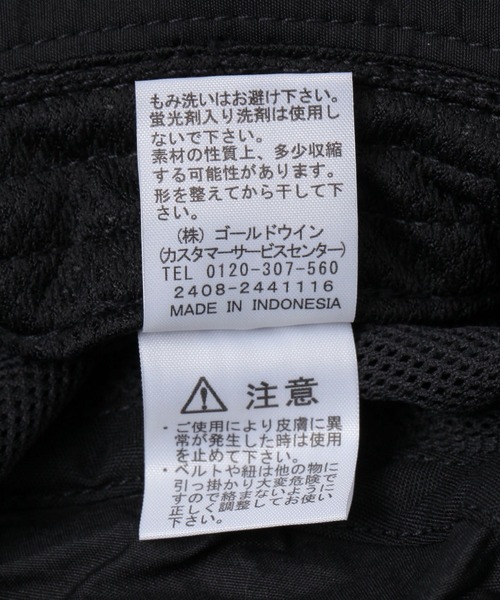 もみ洗いはお避け下さい。
蛍光剤入り洗剤は使用し
ないで下さい。
素材の性質上、多少収縮
する可能性があります。
形を整えてから干して下
さい。
(株) ゴールドウイン
(カスタマーサービスセンター)
TEL 0120-307-560
2408-2441116
MADE IN INDONESIA
注意
・ご使用により皮膚に異
常が発生した時は使用
を止めて下さい。
・ベルトや紐は他の物に
引っ掛かり大変危険で
すので絡まないように
正しく調整してお使い
下さい。